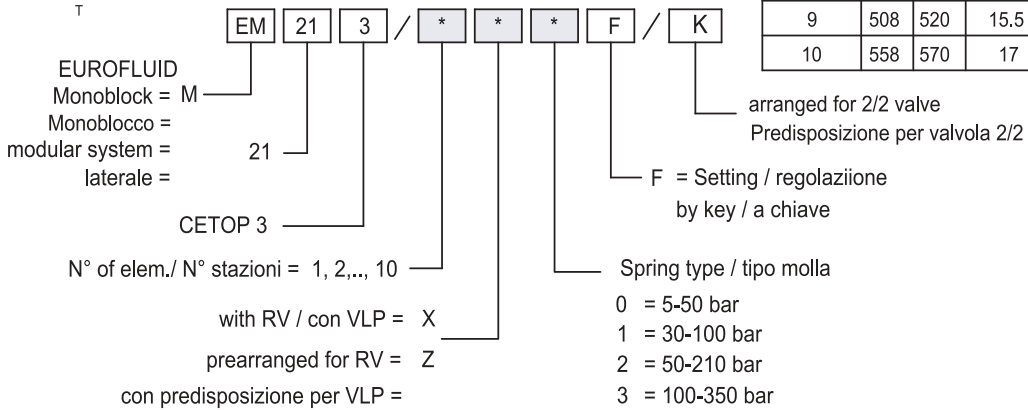 T
EM 21 3 / * * * F / K
9 508 520 15.5
10 558 570 17
EUROFLUID
Monoblock = M
Monoblocco =
modular system = 21
laterale =
arranged for 2/2 valve
Predisposizione per valvola 2/2
F = Setting / regolaziione
by key / a chiave
CETOP 3
N° of elem./ N° stazioni = 1, 2,.., 10
with RV / con VLP = X
prearranged for RV = Z
con predisposizione per VLP =
Spring type / tipo molla
0 = 5-50 bar
1 = 30-100 bar
2 = 50-210 bar
3 = 100-350 bar